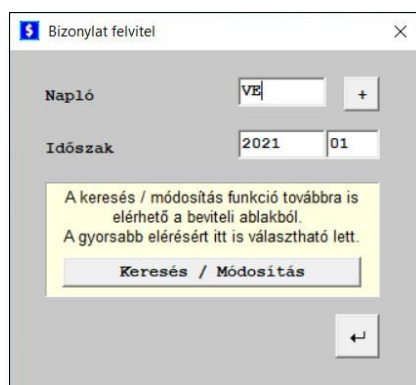 Bizonylat felvitel
Napló VE +
Időszak 2021 01
A keresés / módosítás funkció továbbra is
elérhető a beviteli ablakból.
A gyorsabb elérésért itt is választható lett.
Keresés / Módosítás